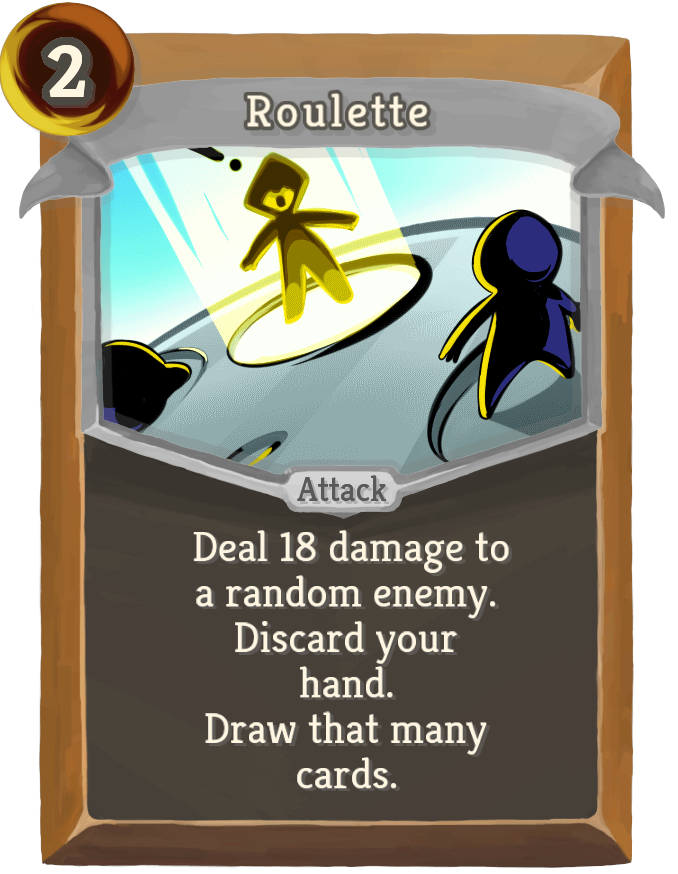 2
Roulette
Attack
Deal 18 damage to
a random enemy.
Discard your
hand.
Draw that many
cards.